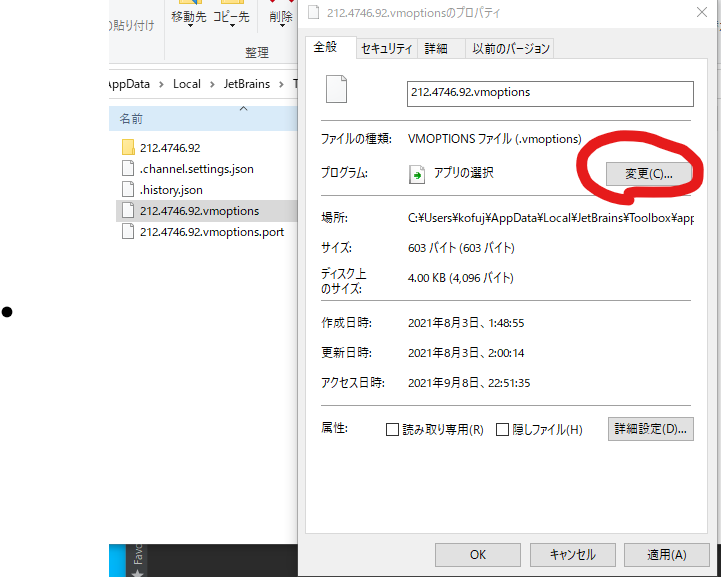 212.4746.92.vmoptionsのプロパティ
の貼り付け
移動先 コピー先 削除
整理
全般 セキュリティ 詳細 以前のバージョン
AppData > Local > JetBrains >
名前
212.4746.92
.channel.settings.json
.history.json
212.4746.92.vmoptions
212.4746.92.vmoptions.port
212.4746.92.vmoptions
ファイルの種類: VMOPTIONS ファイル (.vmoptions)
プログラム: アプリの選択 変更(C)...
場所: C:¥Users¥kofuj¥AppData¥Local¥JetBrains¥Toolbox¥app
サイズ: 603 バイト (603 バイト)
ディスク上
のサイズ: 4.00 KB (4,096 バイト)
作成日時: 2021年8月3日、1:48:55
更新日時: 2021年8月3日、2:00:14
アクセス日時: 2021年9月8日、22:51:35
属性: 読み取り専用(R) 隠しファイル(H) 詳細設定(D)...
OK キャンセル 適用(A)
Favo